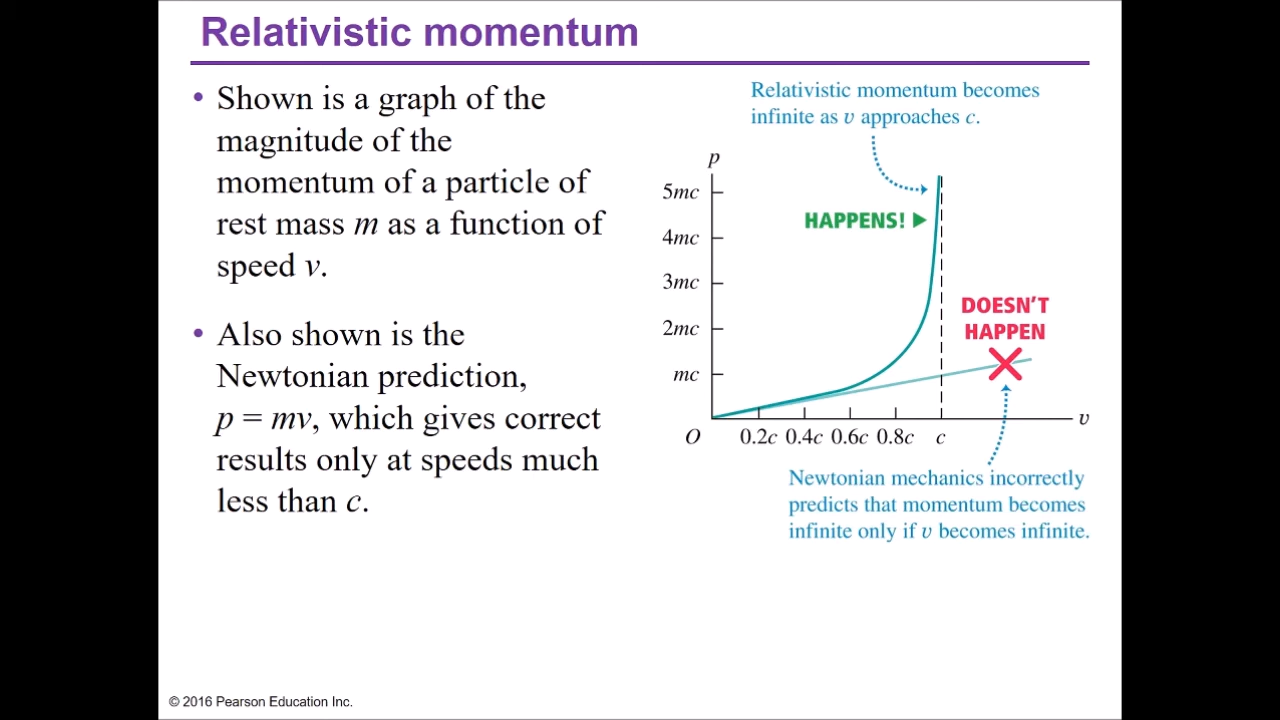 Relativistic momentum
• Shown is a graph of the
magnitude of the
momentum of a particle of
rest mass m as a function of
speed v.
• Also shown is the
Newtonian prediction,
p = mv, which gives correct
results only at speeds much
less than c.
Relativistic momentum becomes
infinite as v approaches c.
p
5mc
HAPPENS!
4mc
3mc
DOESN'T
HAPPEN
2mc
mc
v
O 0.2c 0.4c 0.6c 0.8c c
Newtonian mechanics incorrectly
predicts that momentum becomes
infinite only if v becomes infinite.
© 2016 Pearson Education Inc.